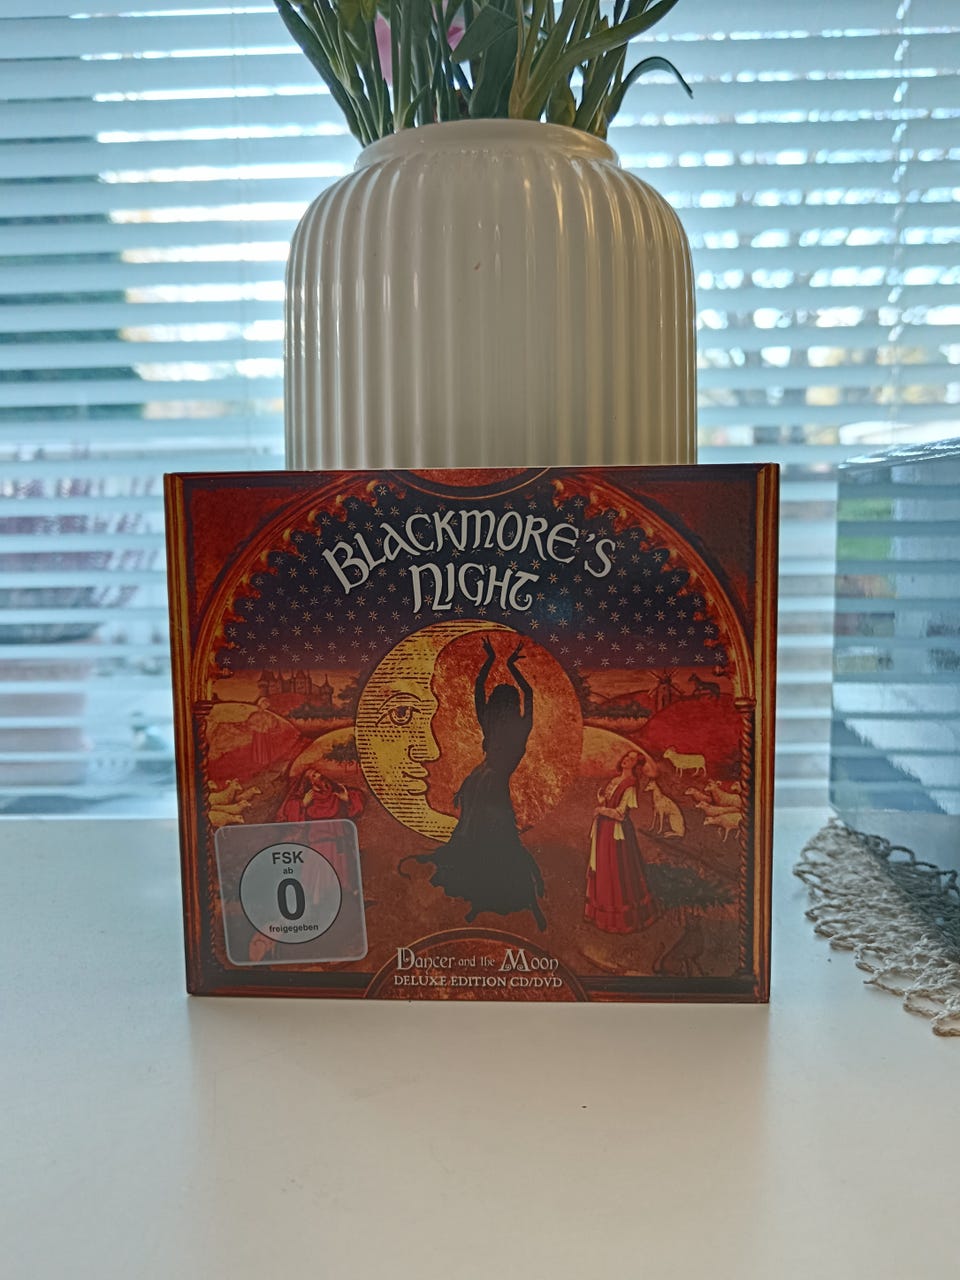 BLACKMORE'S
NIGHT
FSK
ab
0
freigegeben
Dancer and the Moon
DELUXE EDITION CD/DVD